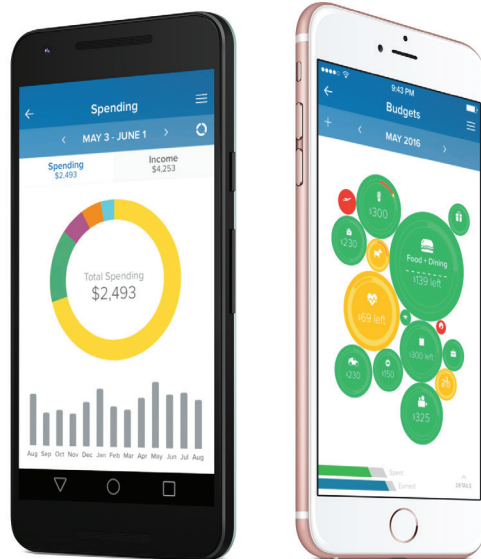 Spending
MAY 3 - JUNE 1
Spending
$2,493
Income
$4,253
Total Spending
$2,493
Aug Sep Oct Nov Dec Jan Feb Mar Apr May Jun Jul Aug
9:43 PM
Budgets
MAY 2016
$300
$230
Food + Dining
$139 left
$69 left
$300 left
$230
$150
$325
Spent
Earned